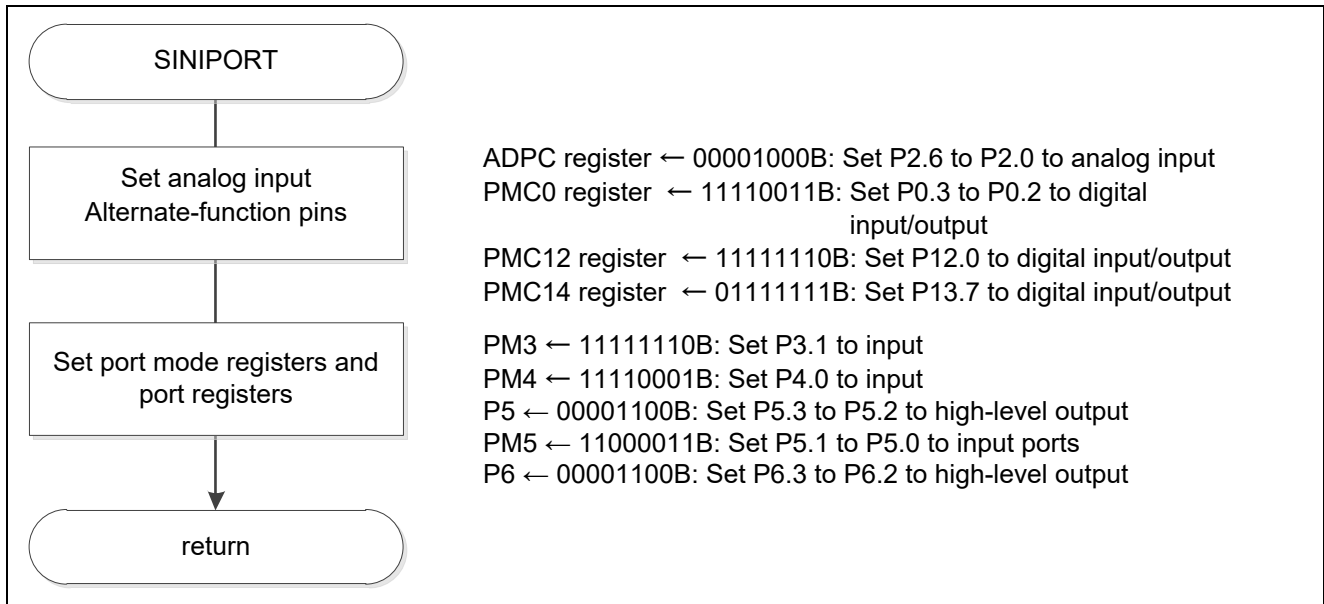 SINIPORT
Set analog input
Alternate-function pins
ADPC register ← 00001000B: Set P2.6 to P2.0 to analog input
PMC0 register ← 11110011B: Set P0.3 to P0.2 to digital
input/output
PMC12 register ← 11111110B: Set P12.0 to digital input/output
PMC14 register ← 01111111B: Set P13.7 to digital input/output
Set port mode registers and
port registers
PM3 ← 11111110B: Set P3.1 to input
PM4 ← 11110001B: Set P4.0 to input
P5 ← 00001100B: Set P5.3 to P5.2 to high-level output
PM5 ← 11000011B: Set P5.1 to P5.0 to input ports
P6 ← 00001100B: Set P6.3 to P6.2 to high-level output
return